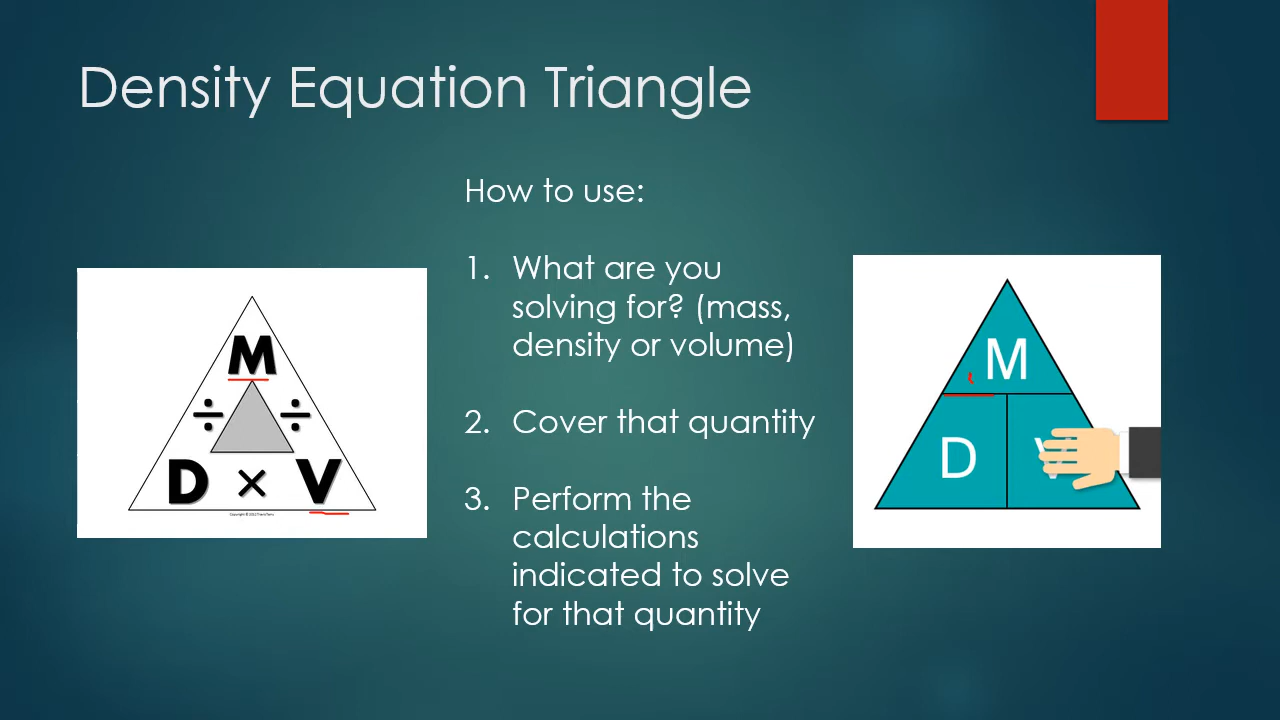 Density Equation Triangle
How to use:
1. What are you
solving for? (mass,
density or volume)
2. Cover that quantity
3. Perform the
calculations
indicated to solve
for that quantity
M
÷ ÷
D × V
M
D